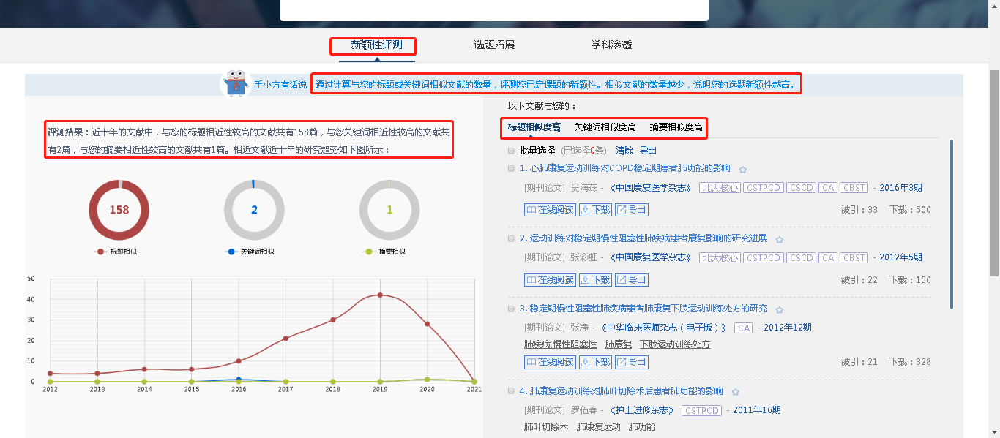 新颖性评测
选题拓展
学科渗透
手小方有话说
通过计算与您的标题或关键词相似文献的数量，评测您已定课题的新颖性。相似文献的数量越少，说明您的选题新颖性越高。
评测结果：近十年的文献中，与您的标题相近性较高的文献共有158篇，与您关键词相近性较高的文献共
有2篇，与您的摘要相近性较高的文献共有1篇。相近文献近十年的研究趋势如下图所示：
158
2
1
标题相似
关键词相似
摘要相似
50
40
30
20
10
0
2012 2013 2014 2015 2016 2017 2018 2019 2020 2021
以下文献与您的：
标题相似度高 关键词相似度高 摘要相似度高
批量选择 (已选择0条) 清除 导出
1. 心肺康复运动训练对COPD稳定期患者肺功能的影响
[期刊论文] 吴海燕 - 《中国康复医学杂志》 北大核心 CSTPCD CSCD CA CBST - 2016年3期
在线阅读 下载 导出 被引：33 下载：500
2. 运动训练对稳定期慢性阻塞性肺疾病患者康复影响的研究进展
[期刊论文] 张彩虹 - 《中国康复医学杂志》 北大核心 CSTPCD CSCD CA CBST - 2012年5期
在线阅读 下载 导出 被引：22 下载：160
3. 稳定期慢性阻塞性肺疾病患者肺康复下肢运动训练处方的研究
[期刊论文] 张净 - 《中华临床医师杂志（电子版）》 CA - 2012年12期
肺疾病,慢性阻塞性 肺康复 下肢运动训练处方
在线阅读 下载 导出 被引：21 下载：328
4. 肺康复运动训练对肺叶切除术后患者肺功能的影响
[期刊论文] 罗伍春 - 《护士进修杂志》 CSTPCD - 2011年16期
肺叶切除术 肺康复运动 肺功能